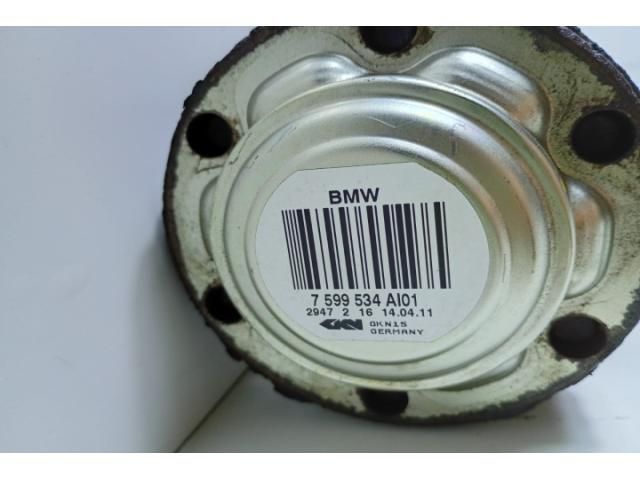 BMW
7 599 534 AI01
2947 2 16 14.04.11
GKN GKN15
GERMANY